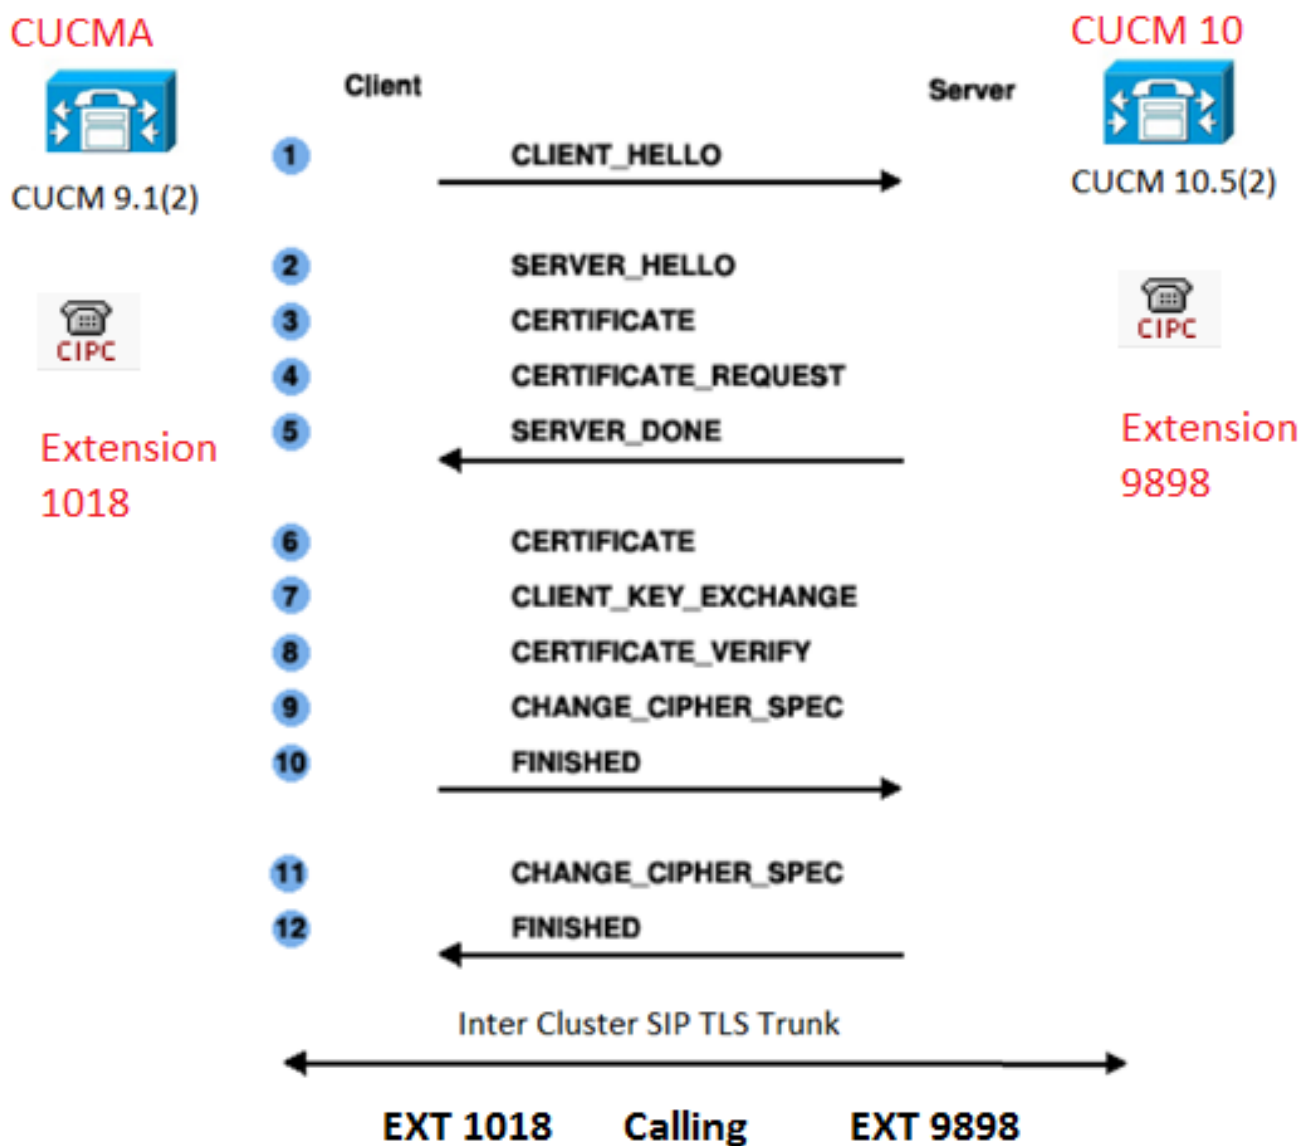 CUCMA
CUCM 10
Client
Server
1 CLIENT_HELLO
CUCM 9.1(2)
CUCM 10.5(2)
2 SERVER_HELLO
3 CERTIFICATE
CIPC
CIPC
4 CERTIFICATE_REQUEST
5 SERVER_DONE
Extension
1018
Extension
9898
6 CERTIFICATE
7 CLIENT_KEY_EXCHANGE
8 CERTIFICATE_VERIFY
9 CHANGE_CIPHER_SPEC
10 FINISHED
11 CHANGE_CIPHER_SPEC
12 FINISHED
Inter Cluster SIP TLS Trunk
EXT 1018 Calling EXT 9898